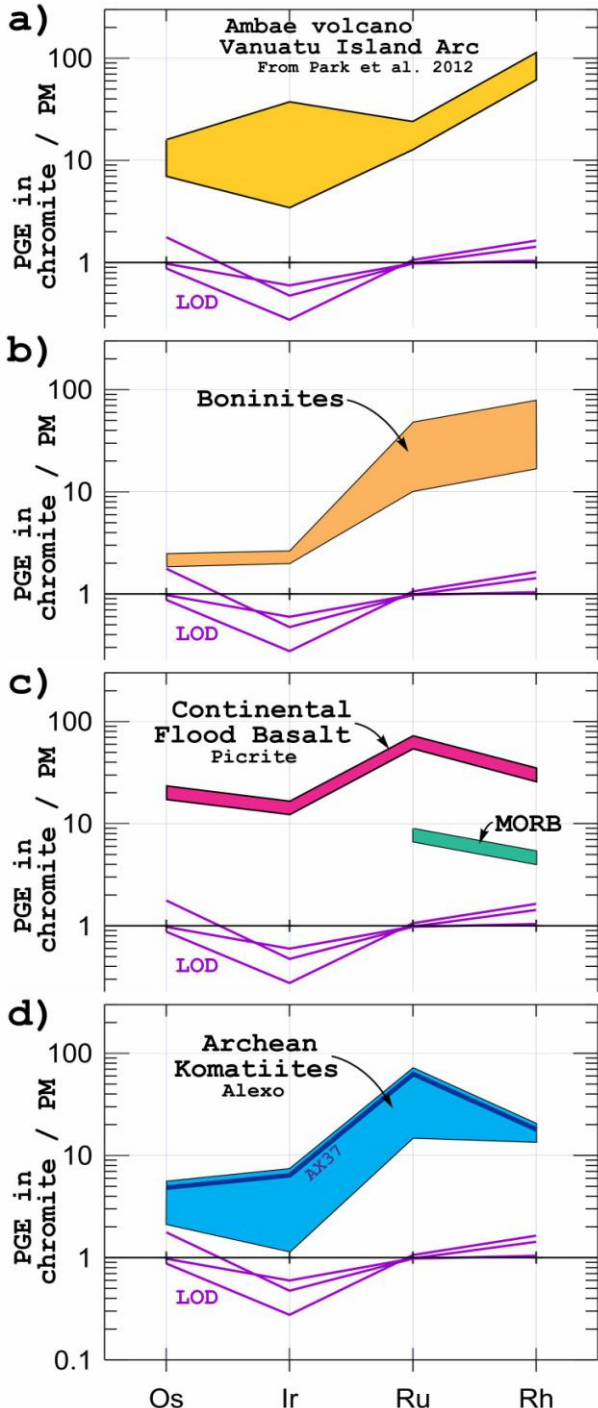 a)
Ambae volcano
Vanuatu Island Arc
From Park et al. 2012
PGE in
chromite / PM
100
10
1
LOD
b)
Boninites
PGE in
chromite / PM
100
10
1
LOD
c)
Continental
Flood Basalt
Picrite
MORB
PGE in
chromite / PM
100
10
1
LOD
d)
Archean
Komatiites
Alexo
AX37
PGE in
chromite / PM
100
10
1
0.1
LOD
Os Ir Ru Rh